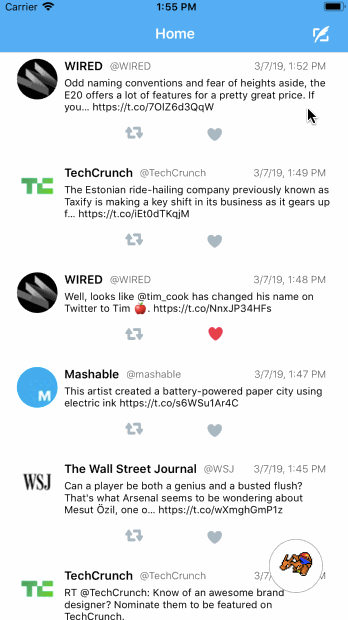 Carrier 1:55 PM
Home
WIRED @WIRED 3/7/19, 1:52 PM
Odd naming conventions and fear of heights aside, the
E20 offers a lot of features for a pretty great price. If
you... https://t.co/7OlZ6d3QqW
TechCrunch @TechCrunch 3/7/19, 1:49 PM
The Estonian ride-hailing company previously known as
Taxify is making a key shift in its business as it gears up
f... https://t.co/iEt0dTKqjM
WIRED @WIRED 3/7/19, 1:48 PM
Well, looks like @tim_cook has changed his name on
Twitter to Tim 🍎. https://t.co/NnxJP34HFs
Mashable @mashable 3/7/19, 1:47 PM
M
This artist created a battery-powered paper city using
electric ink https://t.co/s6WSu1Ar4C
The Wall Street Journal @WSJ 3/7/19, 1:45 PM
WSJ
Can a player be both a genius and a busted flush?
That's what Arsenal seems to be wondering about
Mesut Özil, one o... https://t.co/wXmghGmP1z
TechCrunch @TechCrunch 3/7/
RT @TechCrunch: Know of an awesome brand
designer? Nominate them to be featured on
TechCrunch.